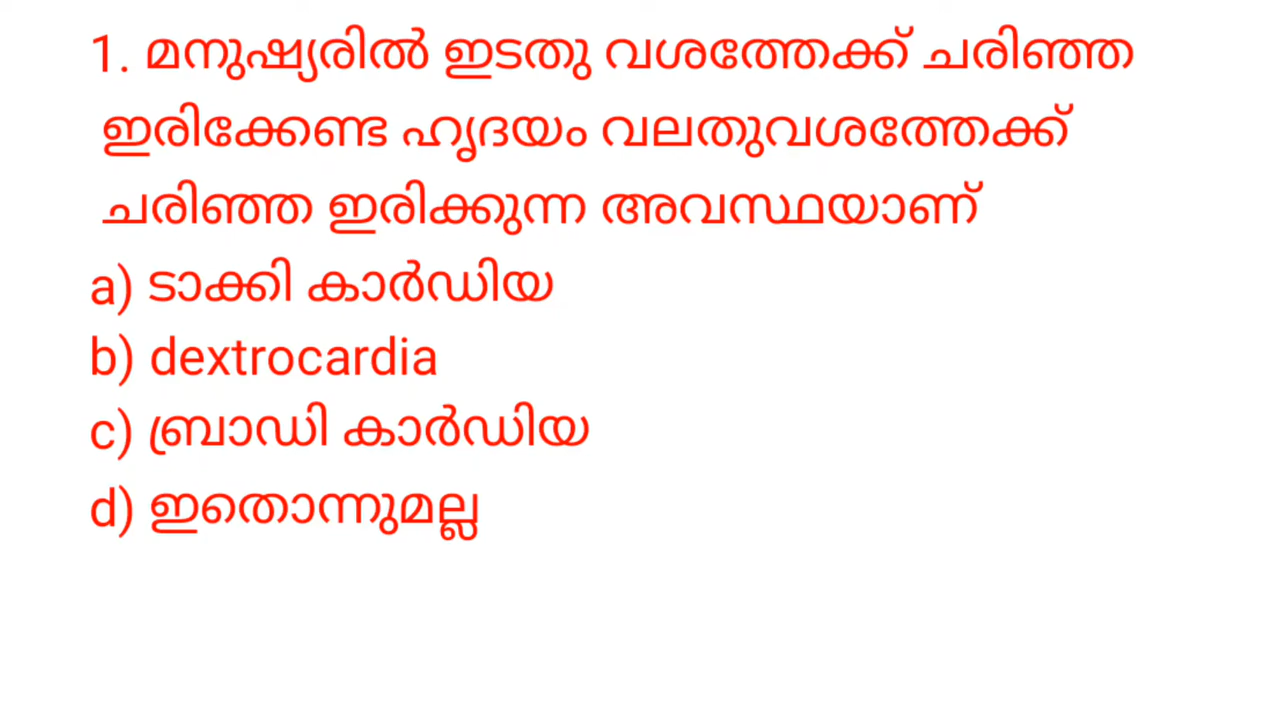 1. മനുഷ്യരിൽ ഇടതു വശത്തേക്ക് ചരിഞ്ഞ
ഇരിക്കേണ്ട ഹൃദയം വലതുവശത്തേക്ക്
ചരിഞ്ഞ ഇരിക്കുന്ന അവസ്ഥയാണ്
a) ടാക്കി കാർഡിയ
b) dextrocardia
c) ബ്രാഡി കാർഡിയ
d) ഇതൊന്നുമല്ല